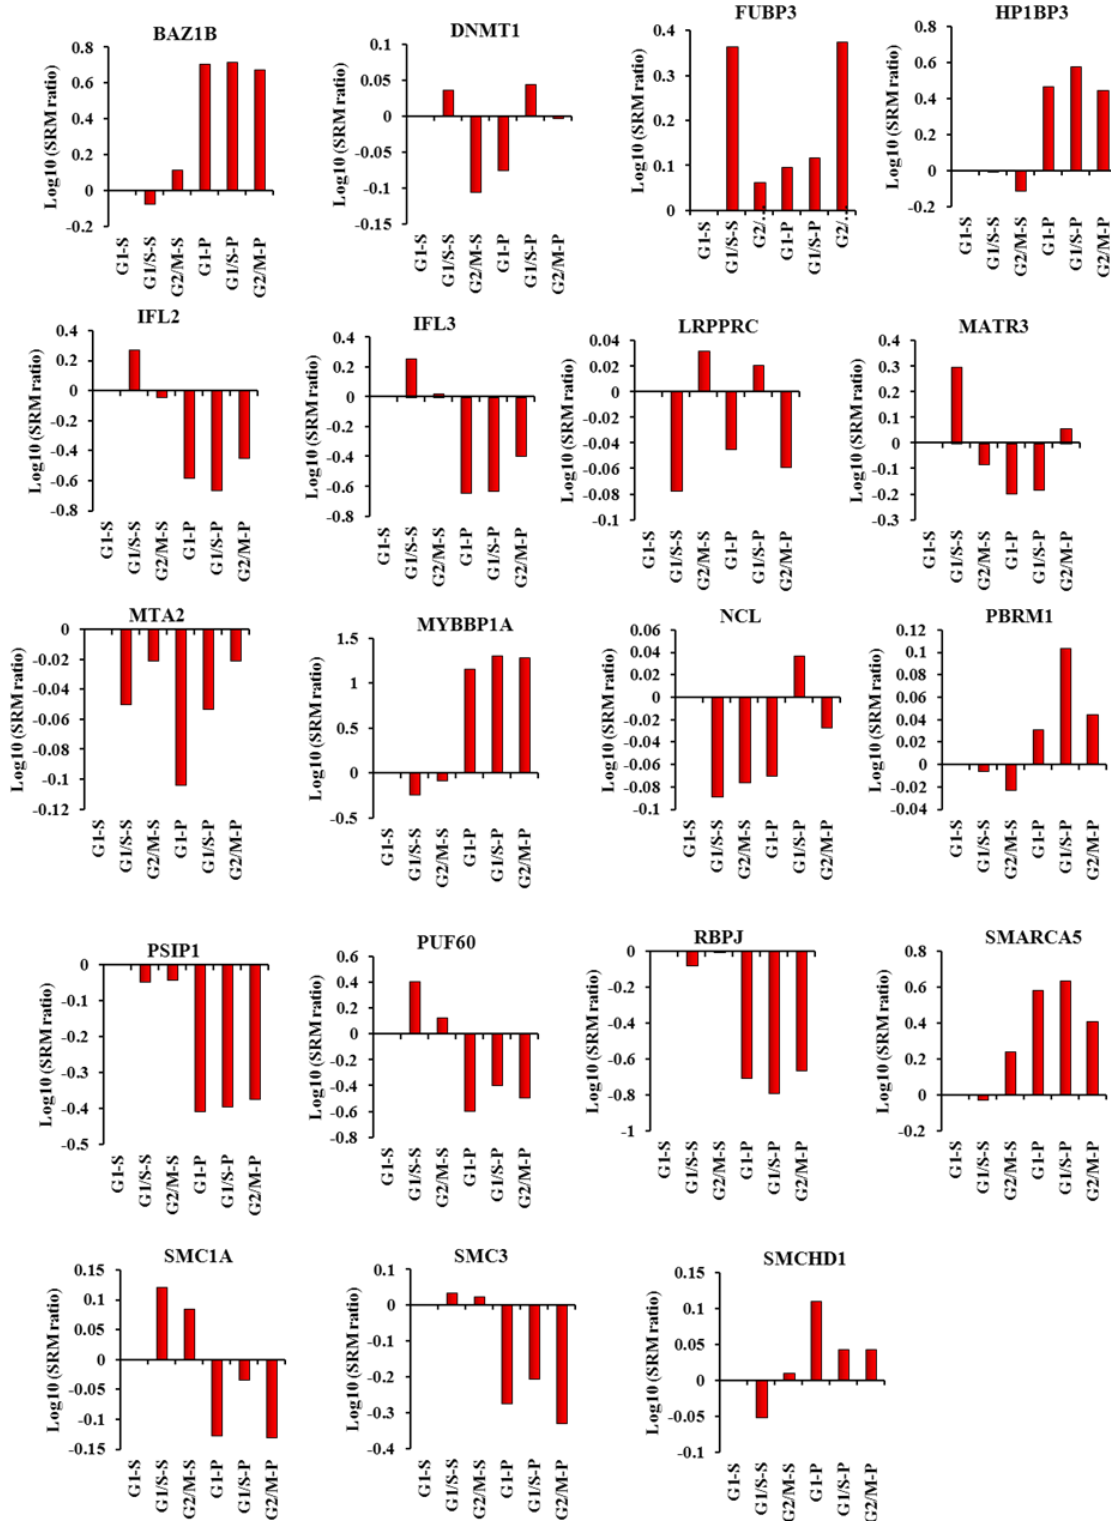 BAZ1B
Log10 (SRM ratio)
0.8
0.6
0.4
0.2
0
-0.2
G1-S
G1/S-S
G2/M-S
G1-P
G1/S-P
G2/M-P
DNMT1
Log10 (SRM ratio)
0.1
0.05
0
-0.05
-0.1
-0.15
G1-S
G1/S-S
G2/M-S
G1-P
G1/S-P
G2/M-P
FUBP3
Log10 (SRM ratio)
0.4
0.3
0.2
0.1
0
G1-S
G1/S-S
G2/..
G1-P
G1/S-P
G2/..
HP1BP3
Log10 (SRM ratio)
0.8
0.6
0.4
0.2
0
-0.2
G1-S
G1/S-S
G2/M-S
G1-P
G1/S-P
G2/M-P
IFL2
Log10 (SRM ratio)
0.4
0.2
0
-0.2
-0.4
-0.6
-0.8
G1-S
G1/S-S
G2/M-S
G1-P
G1/S-P
G2/M-P
IFL3
Log10 (SRM ratio)
0.4
0.2
0
-0.2
-0.4
-0.6
-0.8
G1-S
G1/S-S
G2/M-S
G1-P
G1/S-P
G2/M-P
LRPPRC
Log10 (SRM ratio)
0.04
0.02
0
-0.02
-0.04
-0.06
-0.08
-0.1
G1-S
G1/S-S
G2/M-S
G1-P
G1/S-P
G2/M-P
MATR3
Log10 (SRM ratio)
0.4
0.3
0.2
0.1
0
-0.1
-0.2
-0.3
G1-S
G1/S-S
G2/M-S
G1-P
G1/S-P
G2/M-P
MTA2
Log10 (SRM ratio)
0
-0.02
-0.04
-0.06
-0.08
-0.1
-0.12
G1-S
G1/S-S
G2/M-S
G1-P
G1/S-P
G2/M-P
MYBBP1A
Log10 (SRM ratio)
1.5
1
0.5
0
-0.5
G1-S
G1/S-S
G2/M-S
G1-P
G1/S-P
G2/M-P
NCL
Log10 (SRM ratio)
0.06
0.04
0.02
0
-0.02
-0.04
-0.06
-0.08
-0.1
G1-S
G1/S-S
G2/M-S
G1-P
G1/S-P
G2/M-P
PBRM1
Log10 (SRM ratio)
0.12
0.1
0.08
0.06
0.04
0.02
0
-0.02
-0.04
G1-S
G1/S-S
G2/M-S
G1-P
G1/S-P
G2/M-P
PSIP1
Log10 (SRM ratio)
0
-0.1
-0.2
-0.3
-0.4
-0.5
G1-S
G1/S-S
G2/M-S
G1-P
G1/S-P
G2/M-P
PUF60
Log10 (SRM ratio)
0.6
0.4
0.2
0
-0.2
-0.4
-0.6
-0.8
G1-S
G1/S-S
G2/M-S
G1-P
G1/S-P
G2/M-P
RBPJ
Log10 (SRM ratio)
0
-0.2
-0.4
-0.6
-0.8
-1
G1-S
G1/S-S
G2/M-S
G1-P
G1/S-P
G2/M-P
SMARCA5
Log10 (SRM ratio)
0.8
0.6
0.4
0.2
0
-0.2
G1-S
G1/S-S
G2/M-S
G1-P
G1/S-P
G2/M-P
SMC1A
Log10 (SRM ratio)
0.15
0.1
0.05
0
-0.05
-0.1
-0.15
G1-S
G1/S-S
G2/M-S
G1-P
G1/S-P
G2/M-P
SMC3
Log10 (SRM ratio)
0.1
0
-0.1
-0.2
-0.3
-0.4
G1-S
G1/S-S
G2/M-S
G1-P
G1/S-P
G2/M-P
SMCHD1
Log10 (SRM ratio)
0.15
0.1
0.05
0
-0.05
-0.1
G1-S
G1/S-S
G2/M-S
G1-P
G1/S-P
G2/M-P